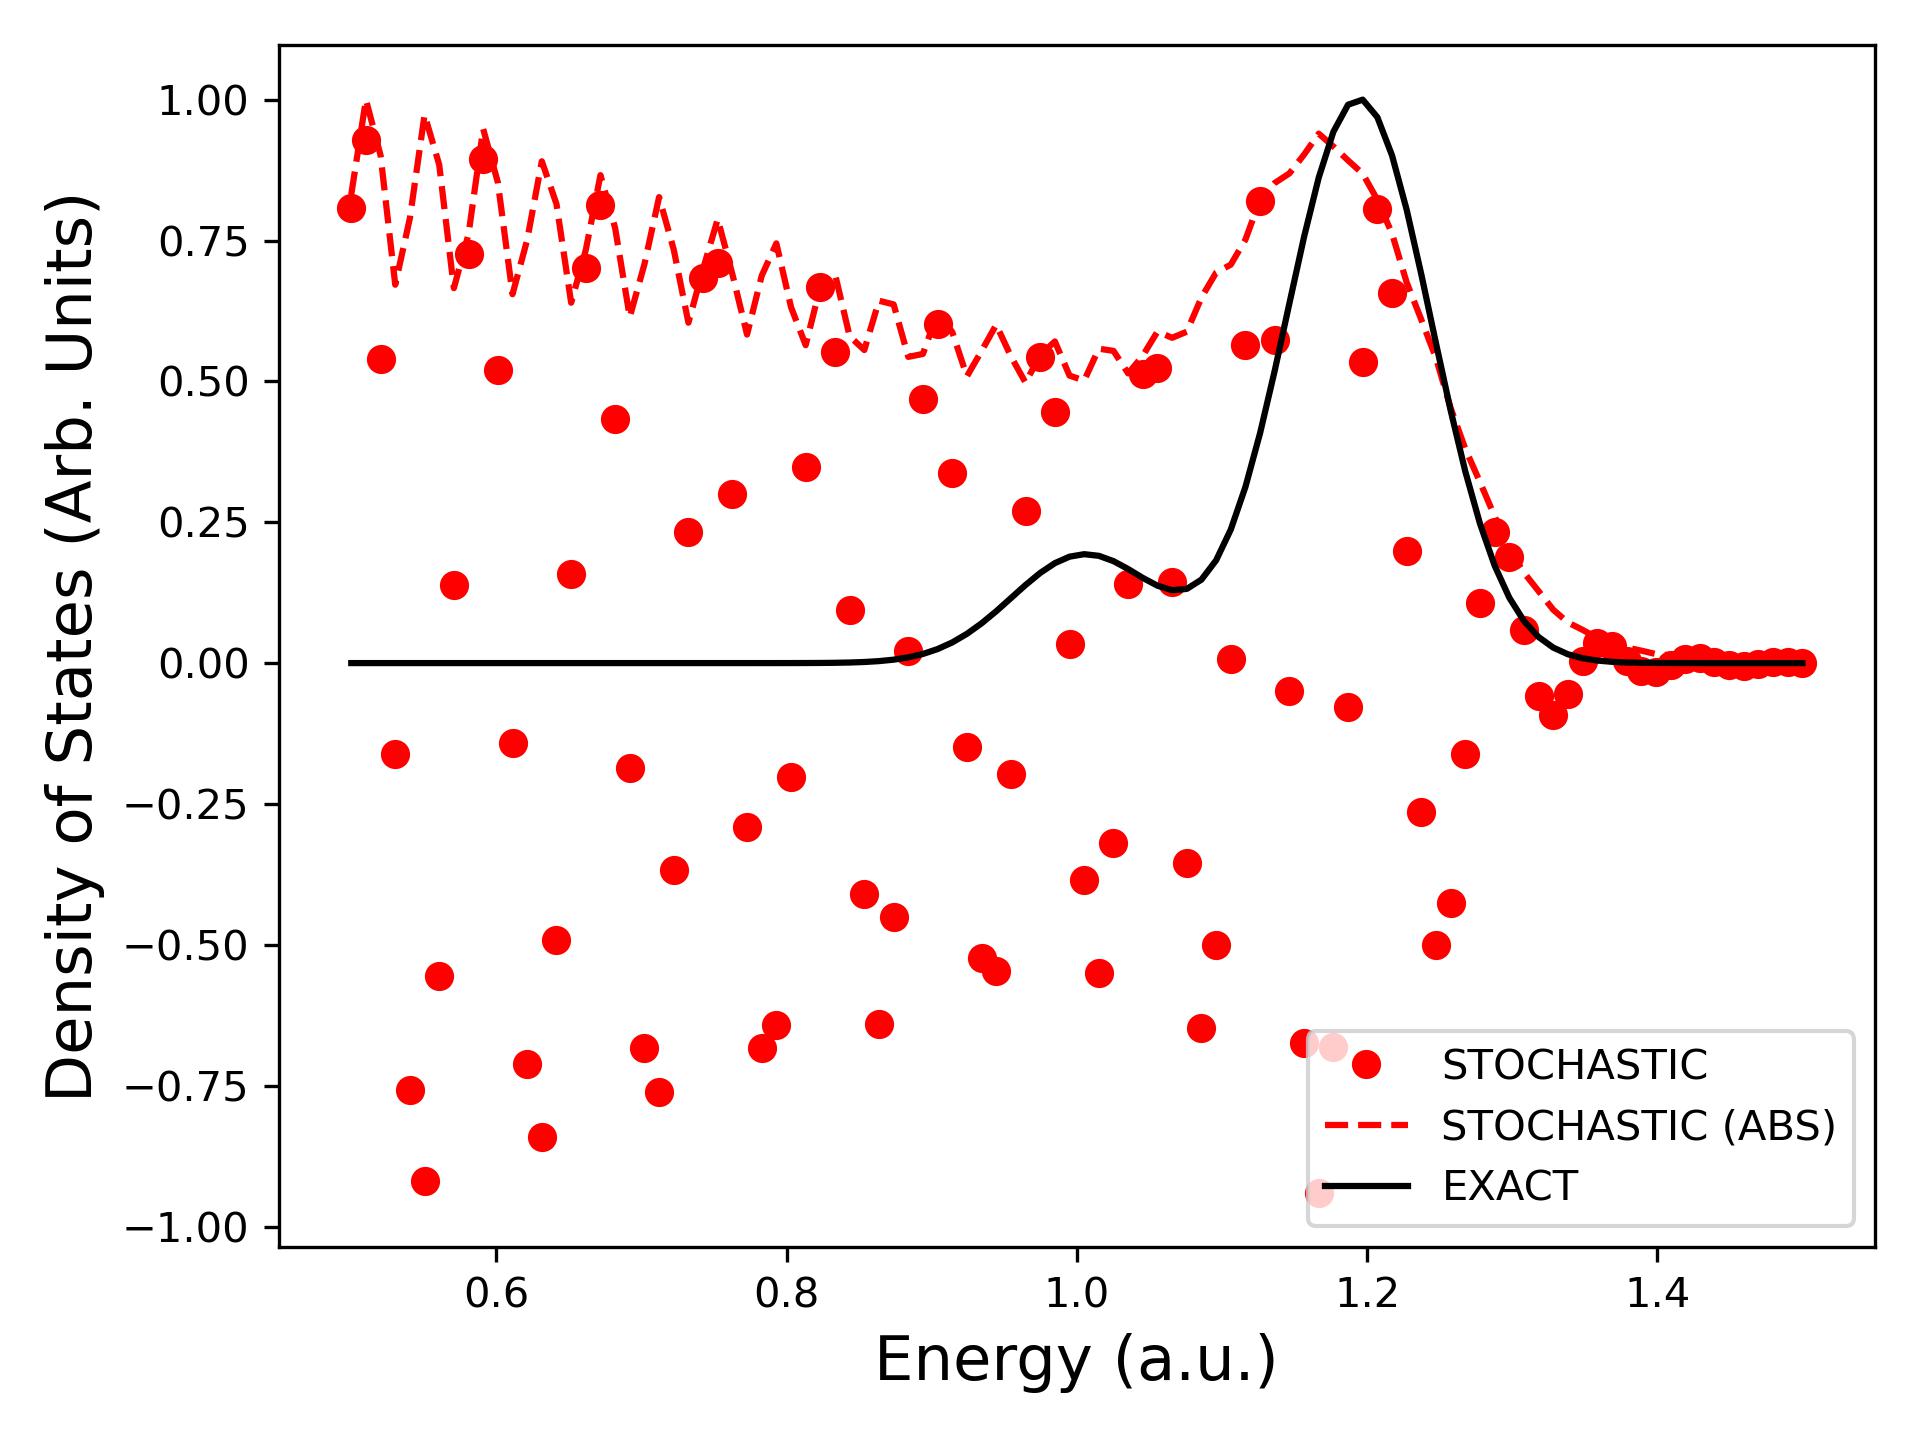 Density of States (Arb. Units)
1.00
0.75
0.50
0.25
0.00
−0.25
−0.50
−0.75
−1.00
STOCHASTIC
STOCHASTIC (ABS)
EXACT
0.6 0.8 1.0 1.2 1.4
Energy (a.u.)